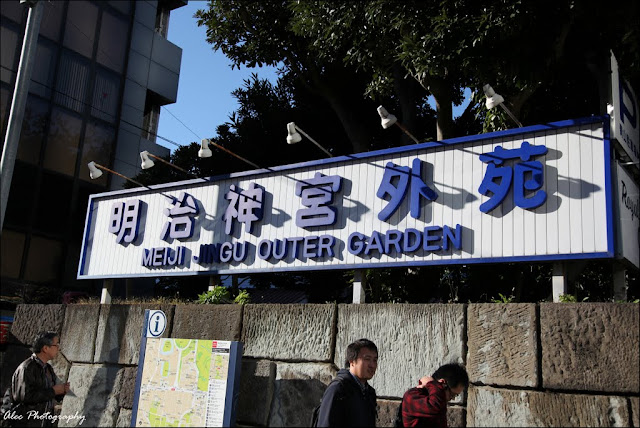 明治神宮外苑
MEIJI JINGU OUTER GARDEN
P
i
Alec Photography.